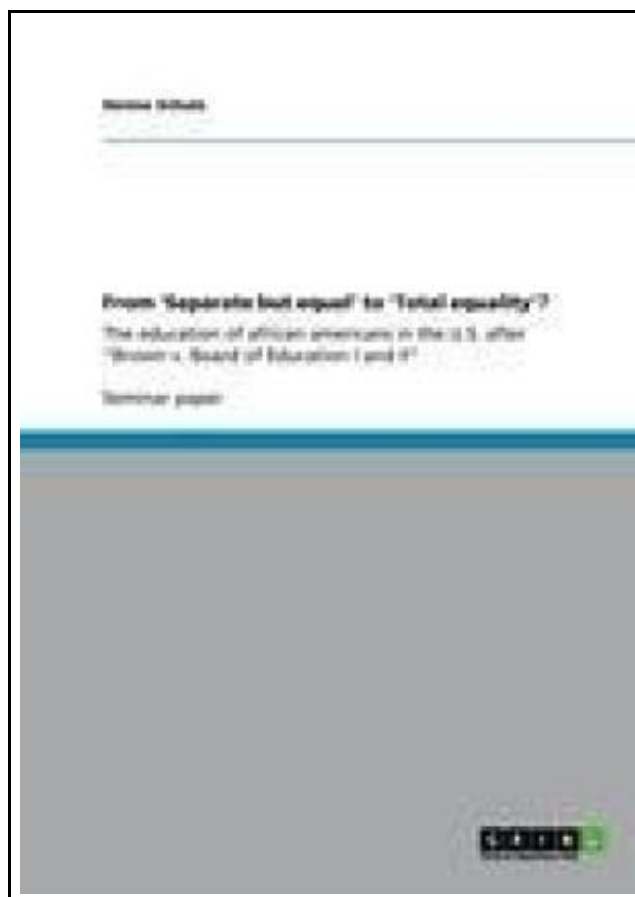 From 'Separate but equal' to 'Total equality'?
The education of african americans in the U.S. after
"Brown v. Board of Education I and II"
Seminar paper
GRIN